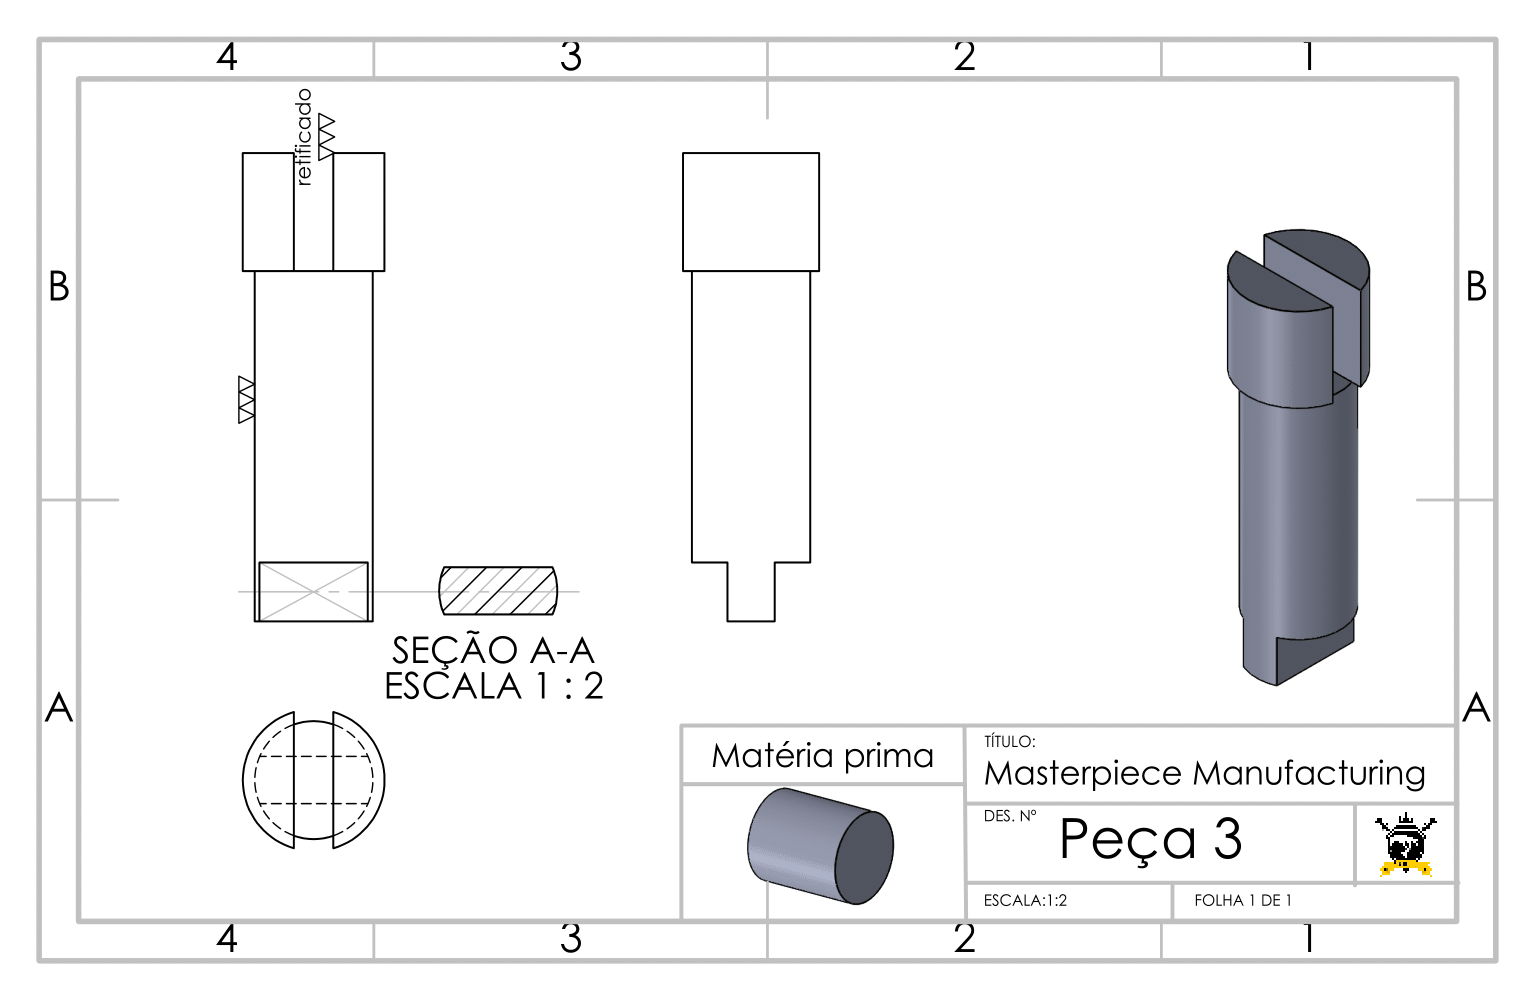 4 3 2 1
retificado
B B
SEÇÃO A-A
ESCALA 1 : 2
A A
Matéria prima
TÍTULO:
Masterpiece Manufacturing
DES. Nº
Peça 3
ESCALA:1:2
FOLHA 1 DE 1
4 3 2 1